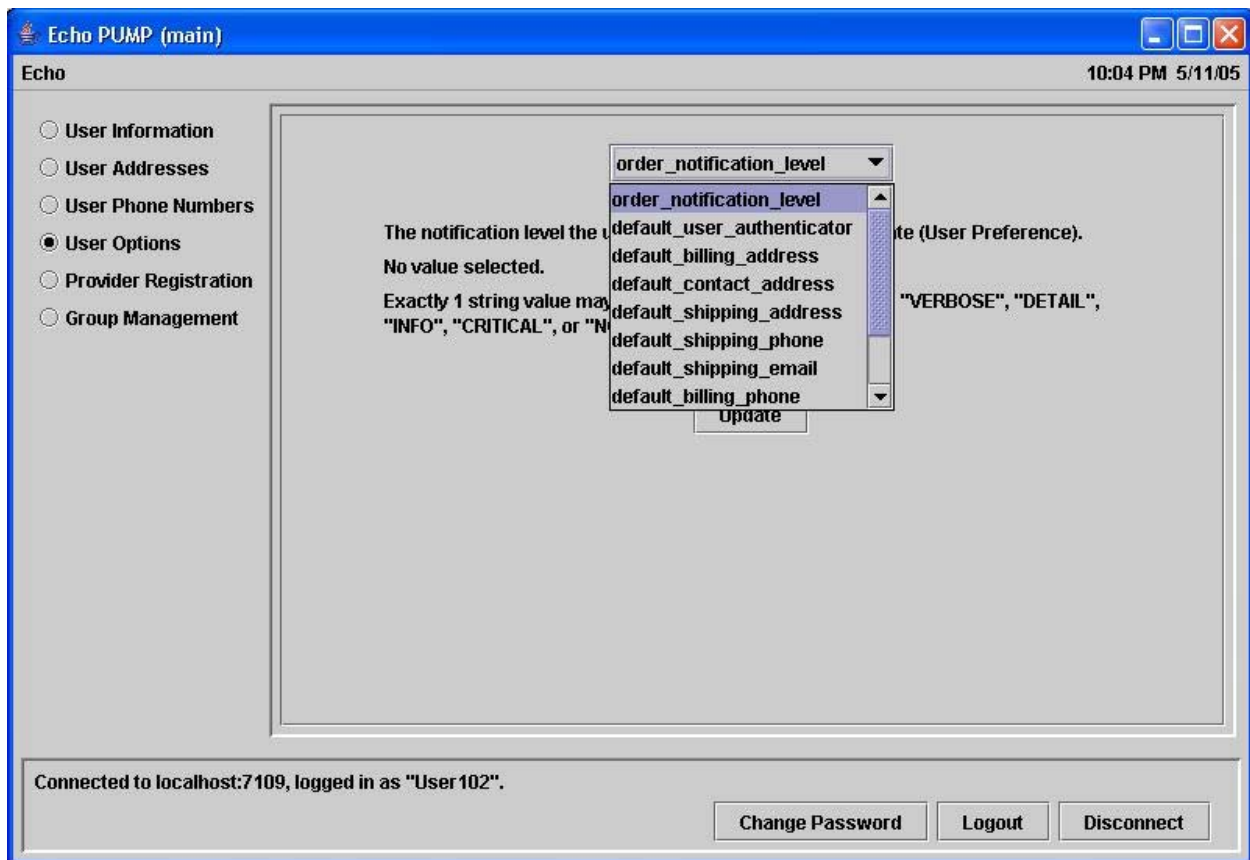 Echo PUMP (main)
Echo
10:04 PM 5/11/05
User Information
User Addresses
User Phone Numbers
User Options
Provider Registration
Group Management
order_notification_level
order_notification_level
default_user_authenticator
default_billing_address
default_contact_address
default_shipping_address
default_shipping_phone
default_shipping_email
default_billing_phone
The notification level the (User Preference).
No value selected.
Exactly 1 string value may "VERBOSE", "DETAIL",
"INFO", "CRITICAL", or
Update
Connected to localhost:7109, logged in as "User102".
Change Password
Logout
Disconnect